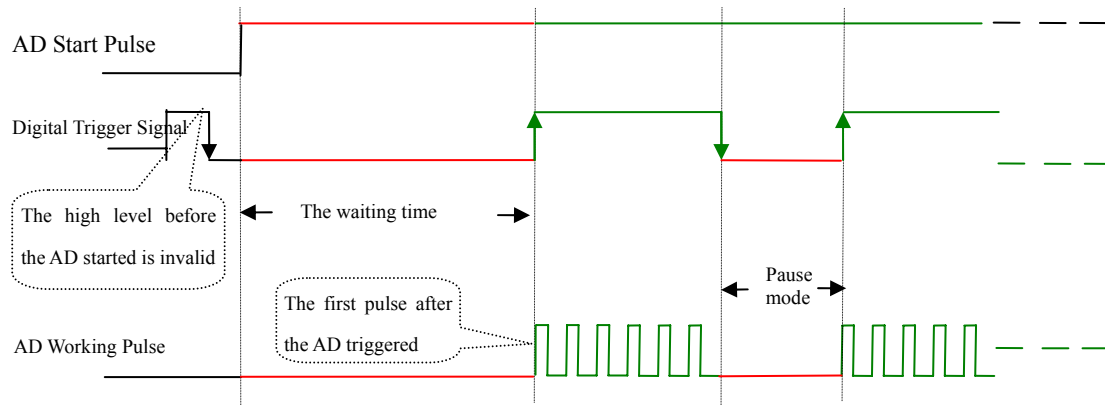 AD Start Pulse
Digital Trigger Signal
The high level before
the AD started is invalid
The waiting time
Pause
mode
The first pulse after
the AD triggered
AD Working Pulse